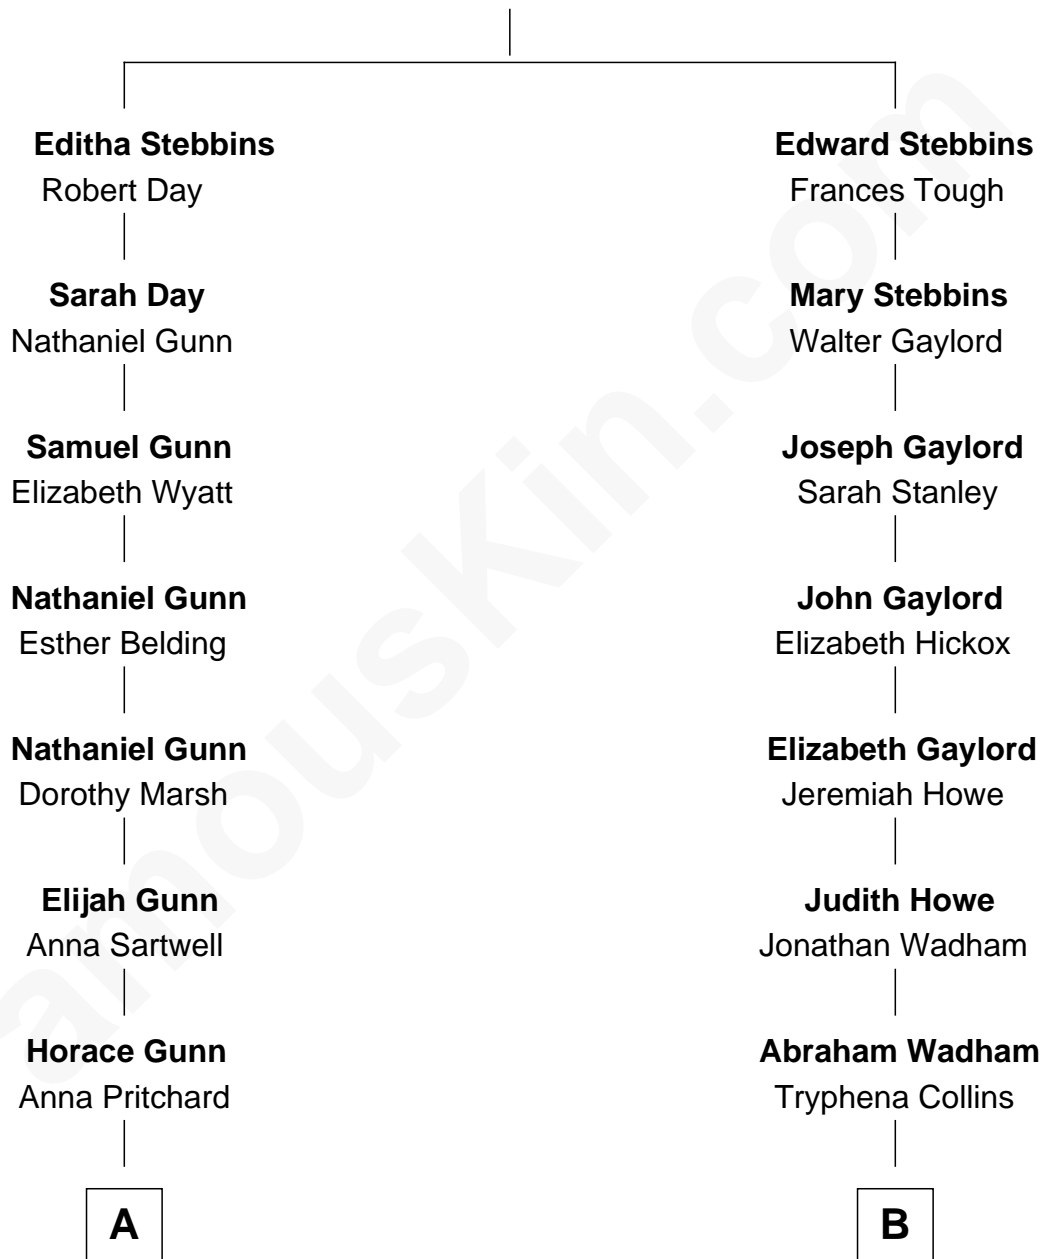 Editha Stebbins
Robert Day
Sarah Day
Nathaniel Gunn
Samuel Gunn
Elizabeth Wyatt
Nathaniel Gunn
Esther Belding
Nathaniel Gunn
Dorothy Marsh
Elijah Gunn
Anna Sartwell
Horace Gunn
Anna Pritchard
A
Edward Stebbins
Frances Tough
Mary Stebbins
Walter Gaylord
Joseph Gaylord
Sarah Stanley
John Gaylord
Elizabeth Hickox
Elizabeth Gaylord
Jeremiah Howe
Judith Howe
Jonathan Wadham
Abraham Wadham
Tryphena Collins
B
amouskin.com